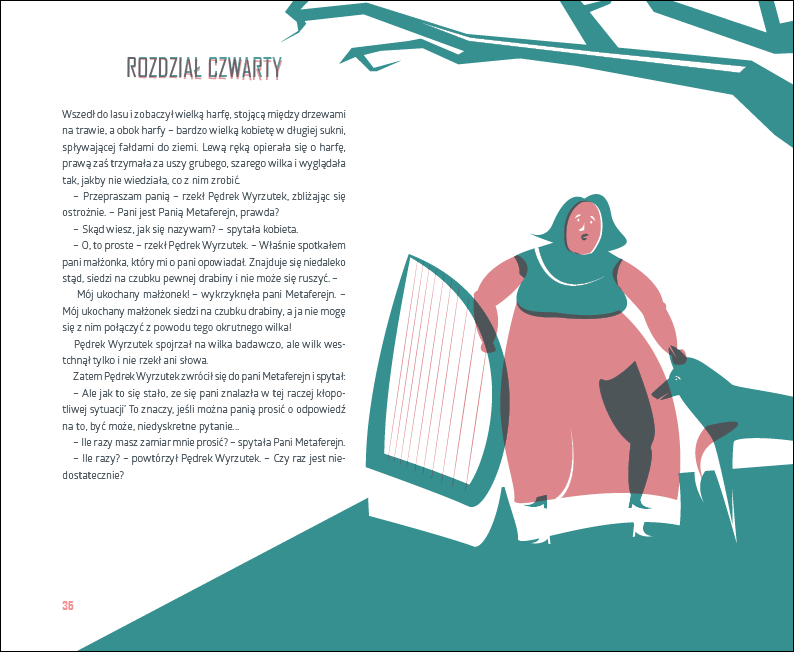 ROZDZIAŁ CZWARTY
Wszedł do lasu i zobaczył wielką harfę, stojącą między drzewami
na trawie, a obok harfy – bardzo wielką kobietę w długiej sukni,
spływającej fałdami do ziemi. Lewą ręką opierała się o harfę,
prawą zaś trzymała za uszy grubego, szarego wilka i wyglądała
tak, jakby nie wiedziała, co z nim zrobić.
– Przepraszam panią – rzekł Pędrek Wyrzutek, zbliżając się
ostrożnie. – Pani jest Panią Metaferejn, prawda?
– Skąd wiesz, jak się nazywam? – spytała kobieta.
– O, to proste – rzekł Pędrek Wyrzutek. – Właśnie spotkałem
pani małżonka, który mi o pani opowiadał. Znajduje się niedaleko
stąd, siedzi na czubku pewnej drabiny i nie może się ruszyć. –
Mój ukochany małżonek! – wykrzyknęła pani Metaferejn. –
Mój ukochany małżonek siedzi na czubku drabiny, a ja nie mogę
się z nim połączyć z powodu tego okrutnego wilka!
Pędrek Wyrzutek spojrzał na wilka badawczo, ale wilk wes-
tchnął tylko i nie rzekł ani słowa.
Zatem Pędrek Wyrzutek zwrócił się do pani Metaferejn i spytał:
– Ale jak to się stało, ze się pani znalazła w tej raczej kłopo-
tliwej sytuacji' To znaczy, jeśli można panią prosić o odpowiedź
na to, być może, niedyskretne pytanie...
– Ile razy masz zamiar mnie prosić? – spytała Pani Metaferejn.
– Ile razy? – powtórzył Pędrek Wyrzutek. – Czy raz jest nie-
dostatecznie?
36